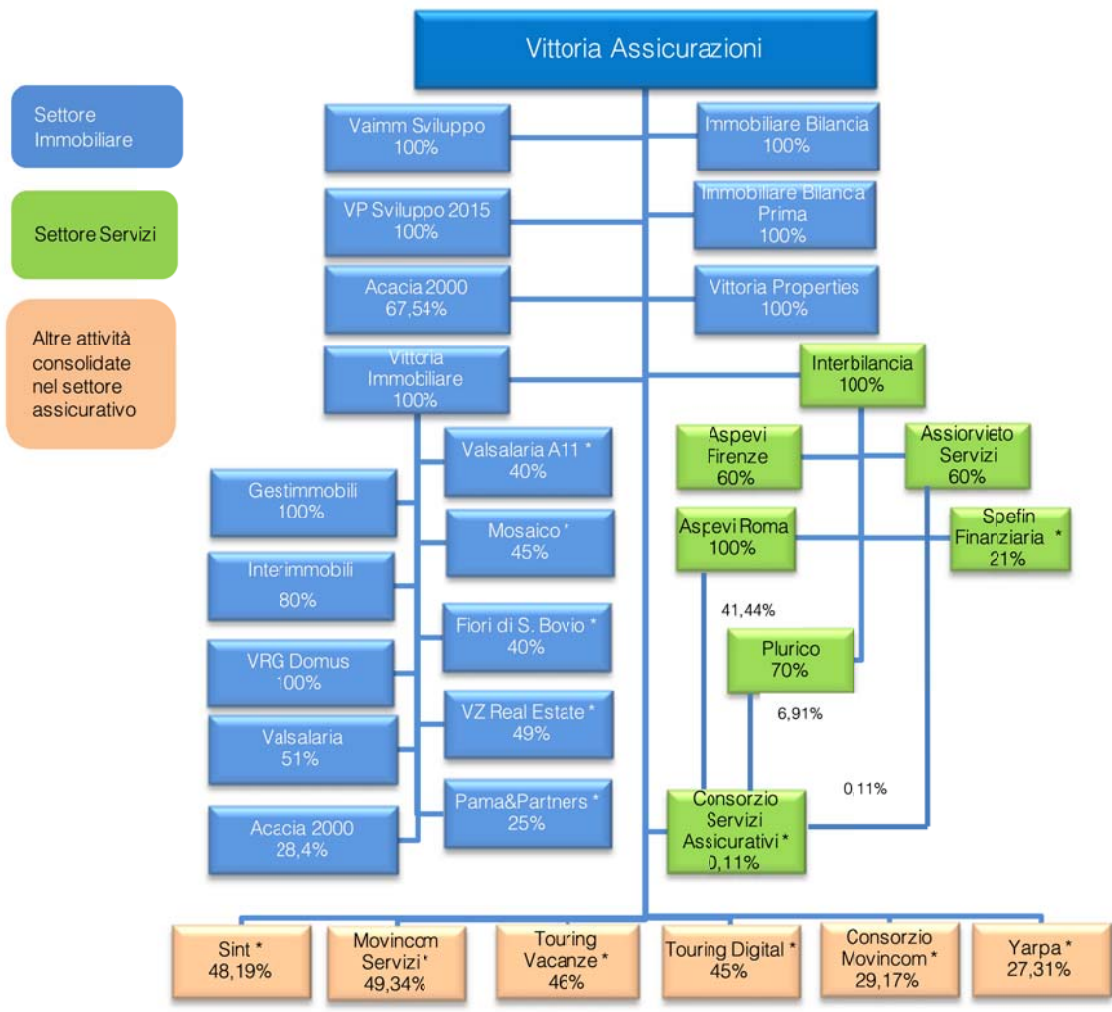 Vittoria Assicurazioni
Settore
Immobiliare
Settore Servizi
Altre attività
consolidate
nel settore
assicurativo
Vaimm Sviluppo
100%
Immobiliare Bilancia
100%
VP Sviluppo 2015
100%
Immobiliare Bilancia
Prima
100%
Acacia 2000
67,54%
Vittoria Properties
100%
Vittoria
Immobiliare
100%
Interbilancia
100%
Valsalaria A11 *
40%
Gestimmobili
100%
Mosaico *
45%
Interimmobili
80%
Fiori di S. Bovio *
40%
VRG Domus
100%
VZ Real Estate *
49%
Valsalaria
51%
Pama&Partners *
25%
Acacia 2000
28,4%
Aspevi
Firenze
60%
Assiorvieto
Servizi
60%
Aspevi Roma
100%
Spefin
Finanziaria *
21%
41,44%
Plurico
70%
6,91%
0,11%
Consorzio
Servizi
Assicurativi *
0,11%
Sint *
48,19%
Movincom
Servizi *
49,34%
Touring
Vacanze *
46%
Touring Digital *
45%
Consorzio
Movincom *
29,17%
Yarpa *
27,31%